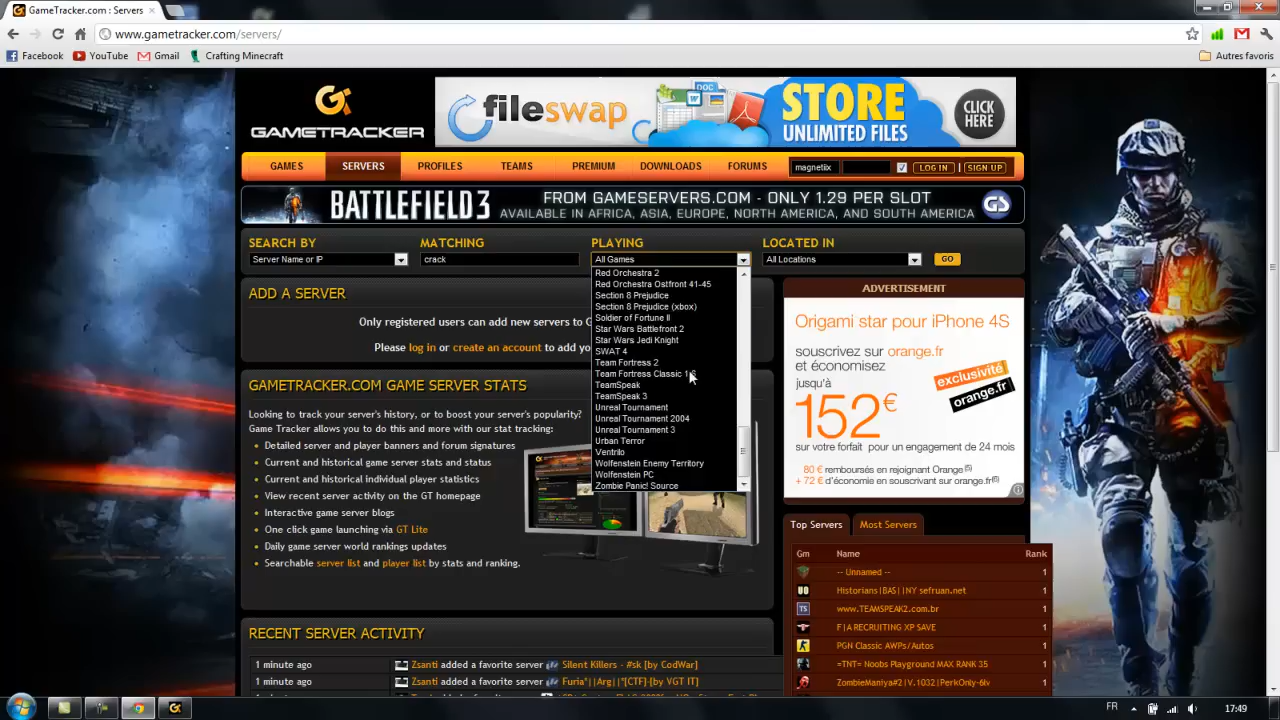 GameTracker.com : Servers
www.gametracker.com/servers/
Facebook
YouTube
Gmail
Crafting Minecraft
Autres favoris
GAMETRACKER
fileswap
DOC
W
STORE
UNLIMITED FILES
CLICK
HERE
GAMES
SERVERS
PROFILES
TEAMS
PREMIUM
DOWNLOADS
FORUMS
magnetiix
LOG IN | SIGN UP
BATTLEFIELD 3
FROM GAMESERVERS.COM - ONLY 1.29 PER SLOT
AVAILABLE IN AFRICA, ASIA, EUROPE, NORTH AMERICA, AND SOUTH AMERICA
GS
SEARCH BY
MATCHING
PLAYING
LOCATED IN
Server Name or IP
crack
All Games
All Locations
GO
Red Orchestra 2
Red Orchestra Ostfront 41-45
Section 8 Prejudice
Section 8 Prejudice (xbox)
Soldier of Fortune II
Star Wars Battlefront 2
Star Wars Jedi Knight
SWAT 4
Team Fortress 2
Team Fortress Classic 1.6
TeamSpeak
TeamSpeak 3
Unreal Tournament
Unreal Tournament 2004
Unreal Tournament 3
Urban Terror
Ventrilo
Wolfenstein Enemy Territory
Wolfenstein PC
Zombie Panic! Source
ADD A SERVER
Only registered users can add new servers to G
Please log in or create an account to add yo
GAMETRACKER.COM GAME SERVER STATS
Looking to track your server's history, or to boost your server's popularity?
Game Tracker allows you to do this and more with our stat tracking:
Detailed server and player banners and forum signatures
Current and historical game server stats and status
Current and historical individual player statistics
View recent server activity on the GT homepage
Interactive game server blogs
One click game launching via GT Lite
Daily game server world rankings updates
Searchable server list and player list by stats and ranking.
RECENT SERVER ACTIVITY
1 minute ago
Zsanti added a favorite server
Silent Killers - #sk [by CodWar]
1 minute ago
Zsanti added a favorite server
Furia*||Arg||*[CTF]-[by VGT IT]
ADVERTISEMENT
Origami star pour iPhone 4S
souscrivez sur orange.fr
et économisez
jusqu'à
152€
exclusivité
orange.fr
sur votre forfait pour un engagement de 24 mois
80 € remboursés en rejoignant Orange(5)
+ 72 € d'économie en souscrivant sur orange.fr(6)
Top Servers
Most Servers
Gm
Name
Rank
-- Unnamed --
1
UO
Historians|BAS||NY sefruan.net
1
TS
www.TEAMSPEAK2.com.br
1
F|A RECRUITING XP SAVE
1
PGN Classic AWPs/Autos
1
=TNT= Noobs Playground MAX RANK 35
1
ZombieManiya#2|V.1032|PerkOnly-6lv
1
FR
17:49